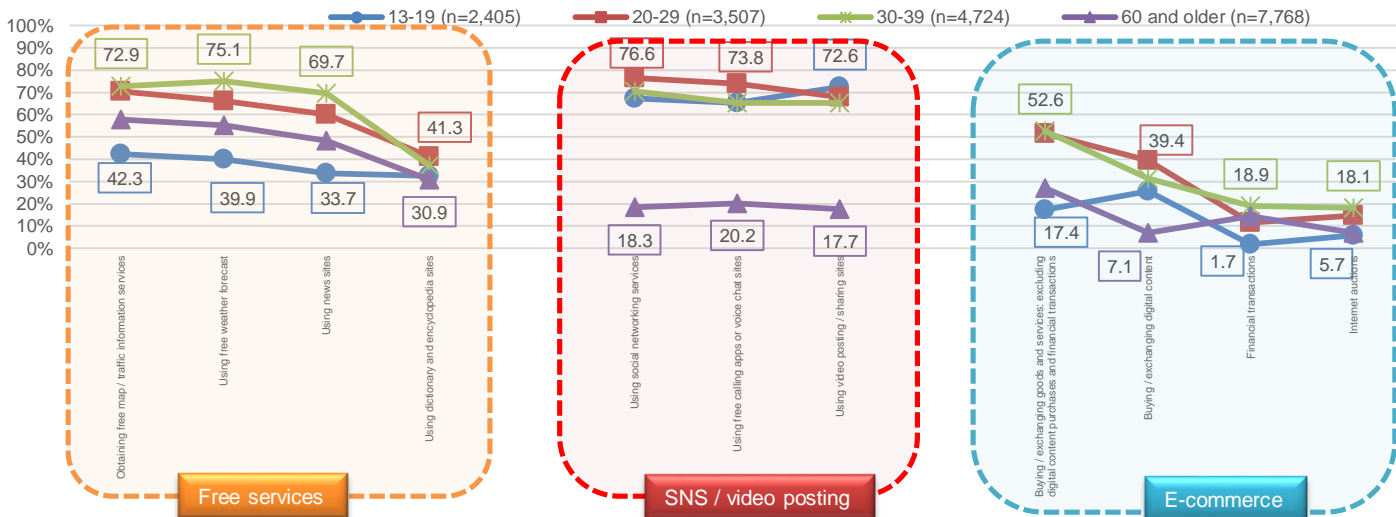 13-19 (n=2,405) 20-29 (n=3,507) 30-39 (n=4,724) 60 and older (n=7,768)
100%
90%
80%
70%
60%
50%
40%
30%
20%
10%
0%
72.9 75.1 69.7 41.3
42.3 39.9 33.7 30.9
76.6 73.8 72.6
18.3 20.2 17.7
52.6 39.4 18.9 18.1
17.4 7.1 1.7 5.7
Obtaining free map / traffic information services
Using free weather forecast
Using news sites
Using dictionary and encyclopedia sites
Using social networking services
Using free calling apps or voice chat sites
Using video posting / sharing sites
Buying / exchanging goods and services: excluding
digital content purchases and financial transactions
Buying / exchanging digital content
Financial transactions
Internet auctions
Free services
SNS / video posting
E-commerce